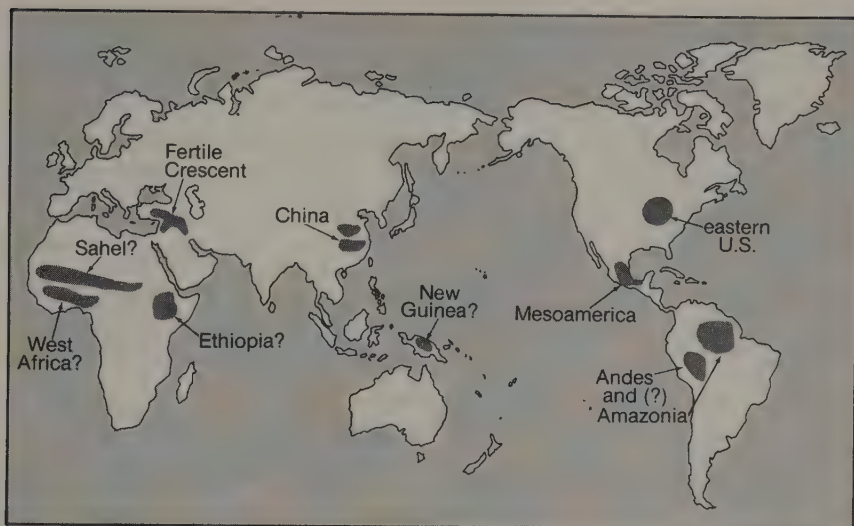 Fertile
Crescent
China
Sahel?
eastern
U.S.
New
Guinea?
Mesoamerica
West
Africa?
Ethiopia?
Andes
and (?)
Amazonia